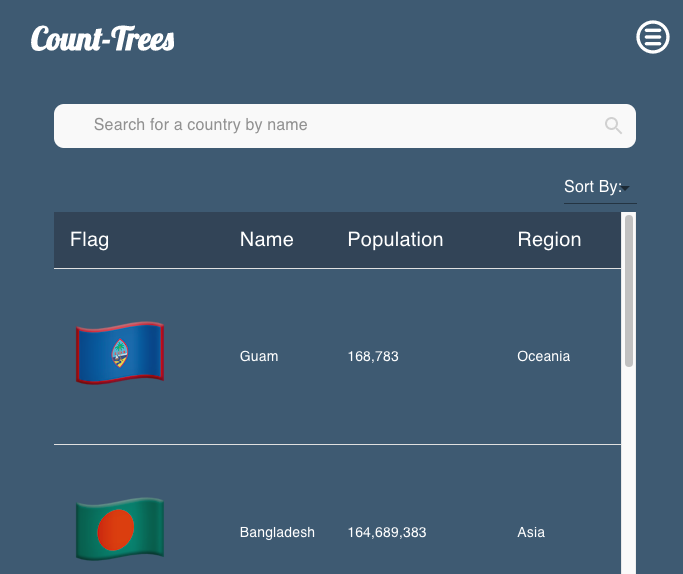 Count-Trees
Search for a country by name
Sort By:
Flag Name Population Region
Guam 168,783 Oceania
Bangladesh 164,689,383 Asia